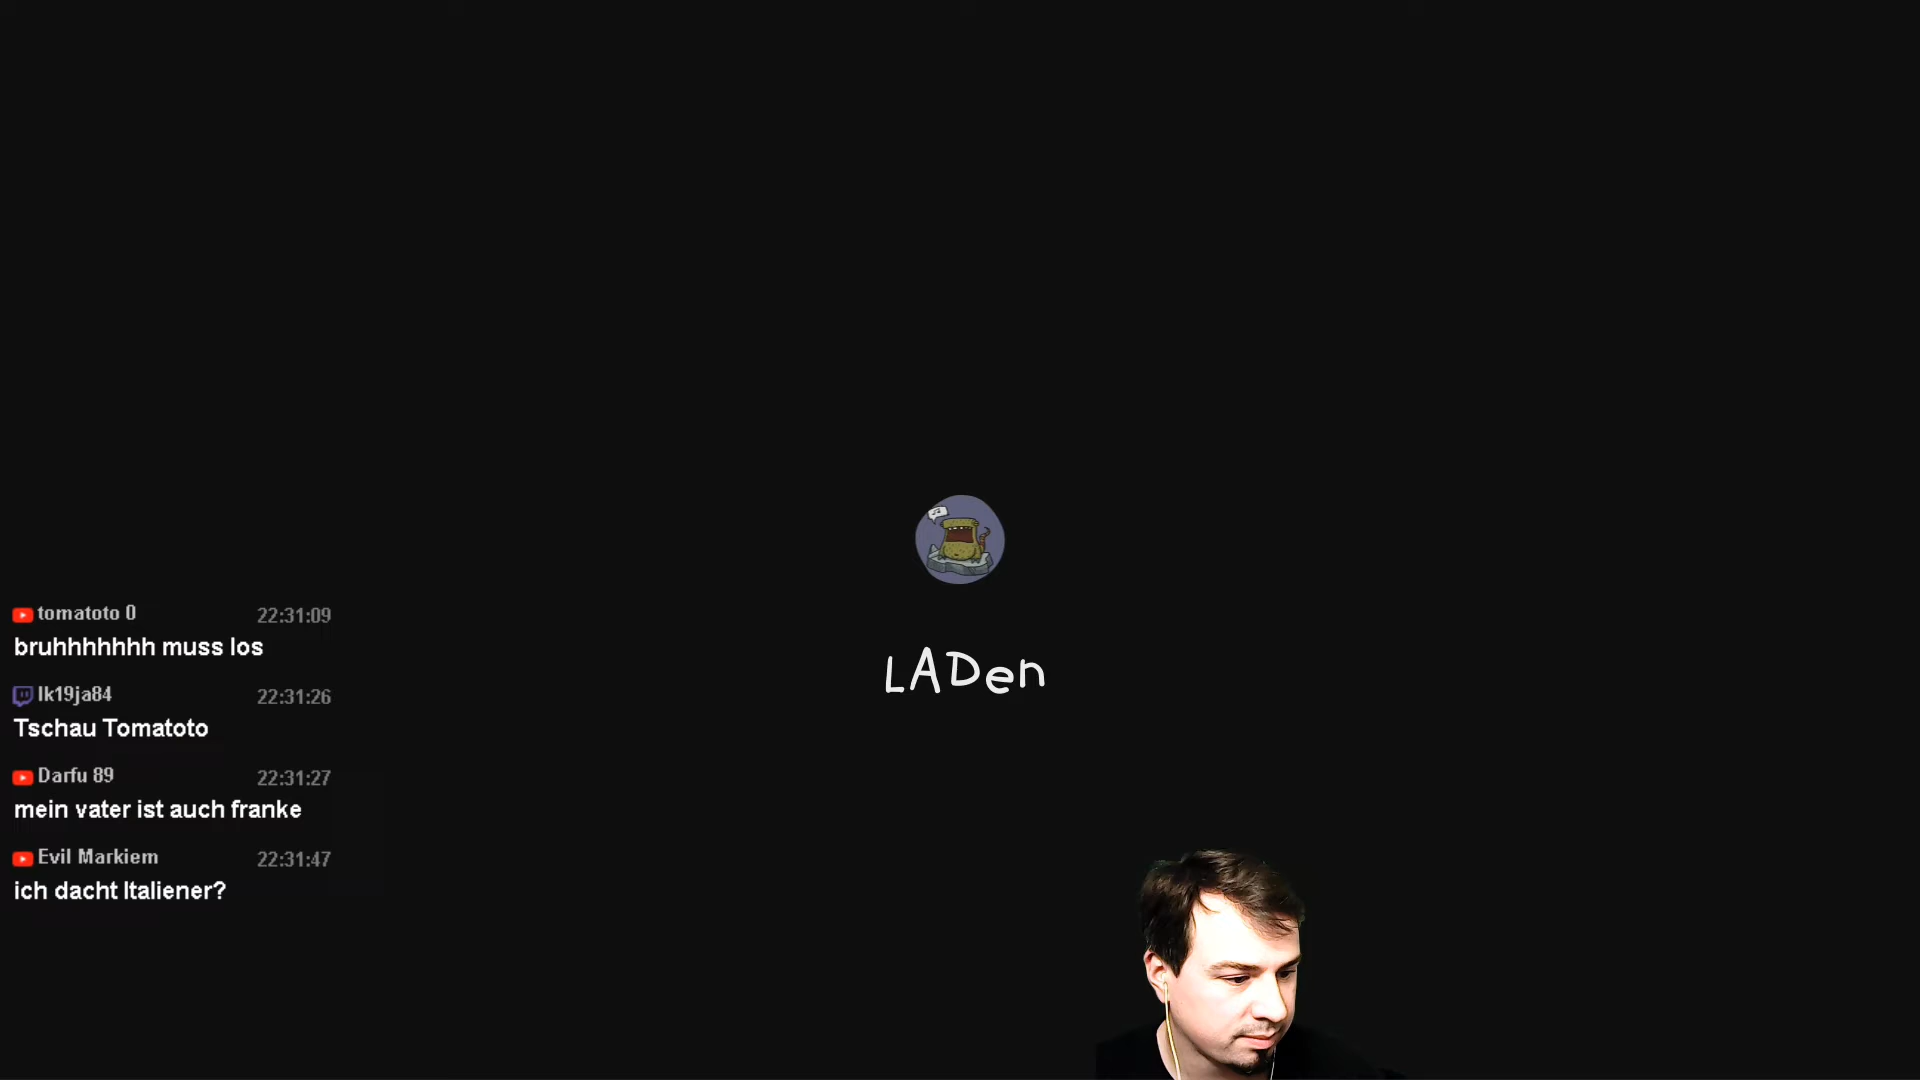 tomatoto 0 22:31:09
bruhhhhhhh muss los
lk19ja84 22:31:26
Tschau Tomatoto
Darfu 89 22:31:27
mein vater ist auch franke
Evil Markiem 22:31:47
ich dacht Italiener?
LADen